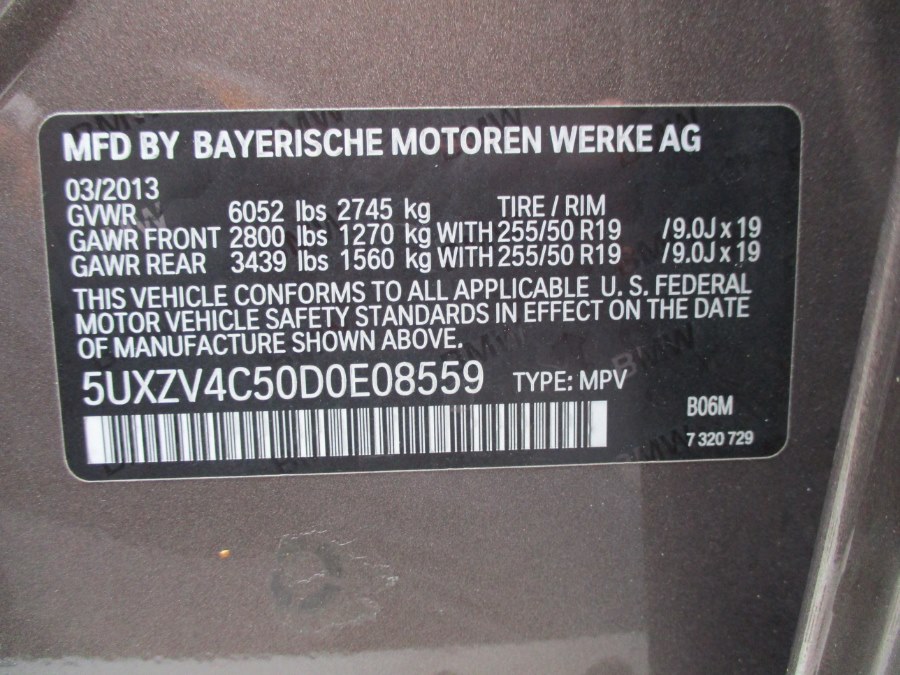 MFD BY BAYERISCHE MOTOREN WERKE AG
03/2013
GVWR 6052 lbs 2745 kg TIRE / RIM
GAWR FRONT 2800 lbs 1270 kg WITH 255/50 R19 /9.0J x 19
GAWR REAR 3439 lbs 1560 kg WITH 255/50 R19 /9.0J x 19
THIS VEHICLE CONFORMS TO ALL APPLICABLE U. S. FEDERAL
MOTOR VEHICLE SAFETY STANDARDS IN EFFECT ON THE DATE
OF MANUFACTURE SHOWN ABOVE.
5UXZV4C50D0E08559 TYPE: MPV
B06M
7 320 729